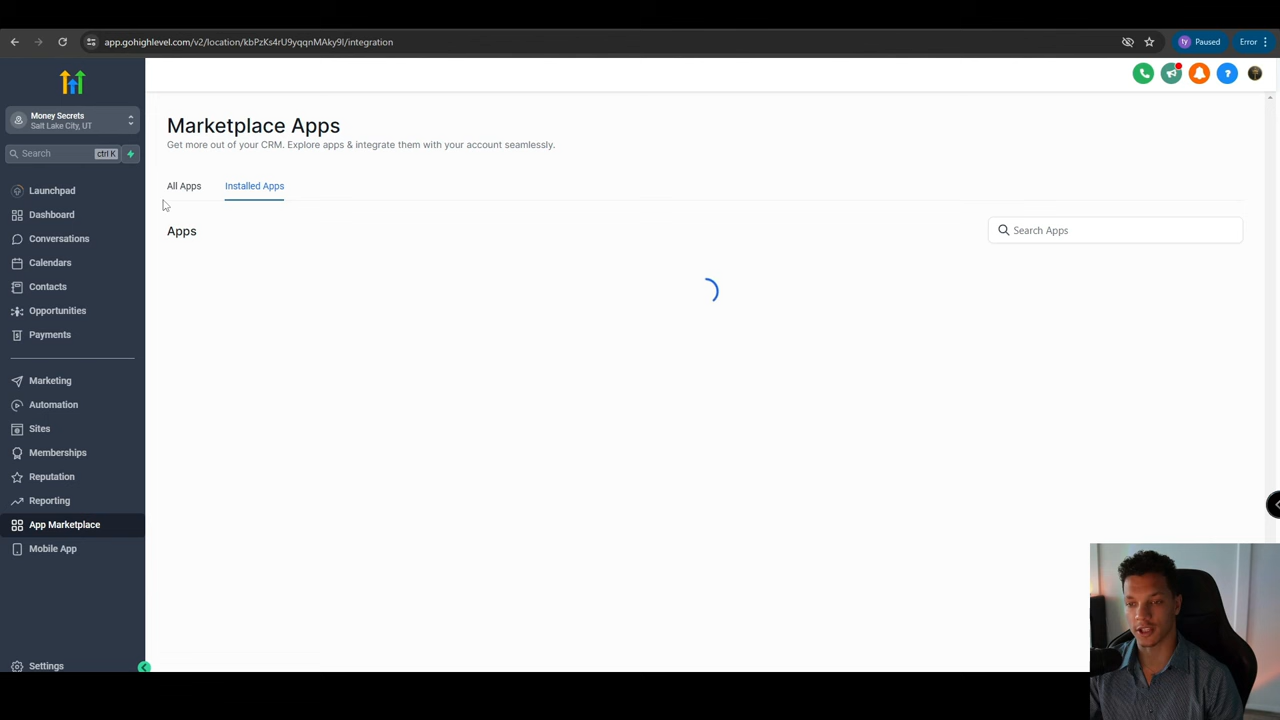 app.gohighlevel.com/v2/location/kbPzKs4rU9yqqnMAky9I/integration
ty
Paused
Error
Money Secrets
Salt Lake City, UT
Search
ctrl K
Launchpad
Dashboard
Conversations
Calendars
Contacts
Opportunities
Payments
Marketing
Automation
Sites
Memberships
Reputation
Reporting
App Marketplace
Mobile App
Settings
Marketplace Apps
Get more out of your CRM. Explore apps & integrate them with your account seamlessly.
All Apps
Installed Apps
Apps
Search Apps
?